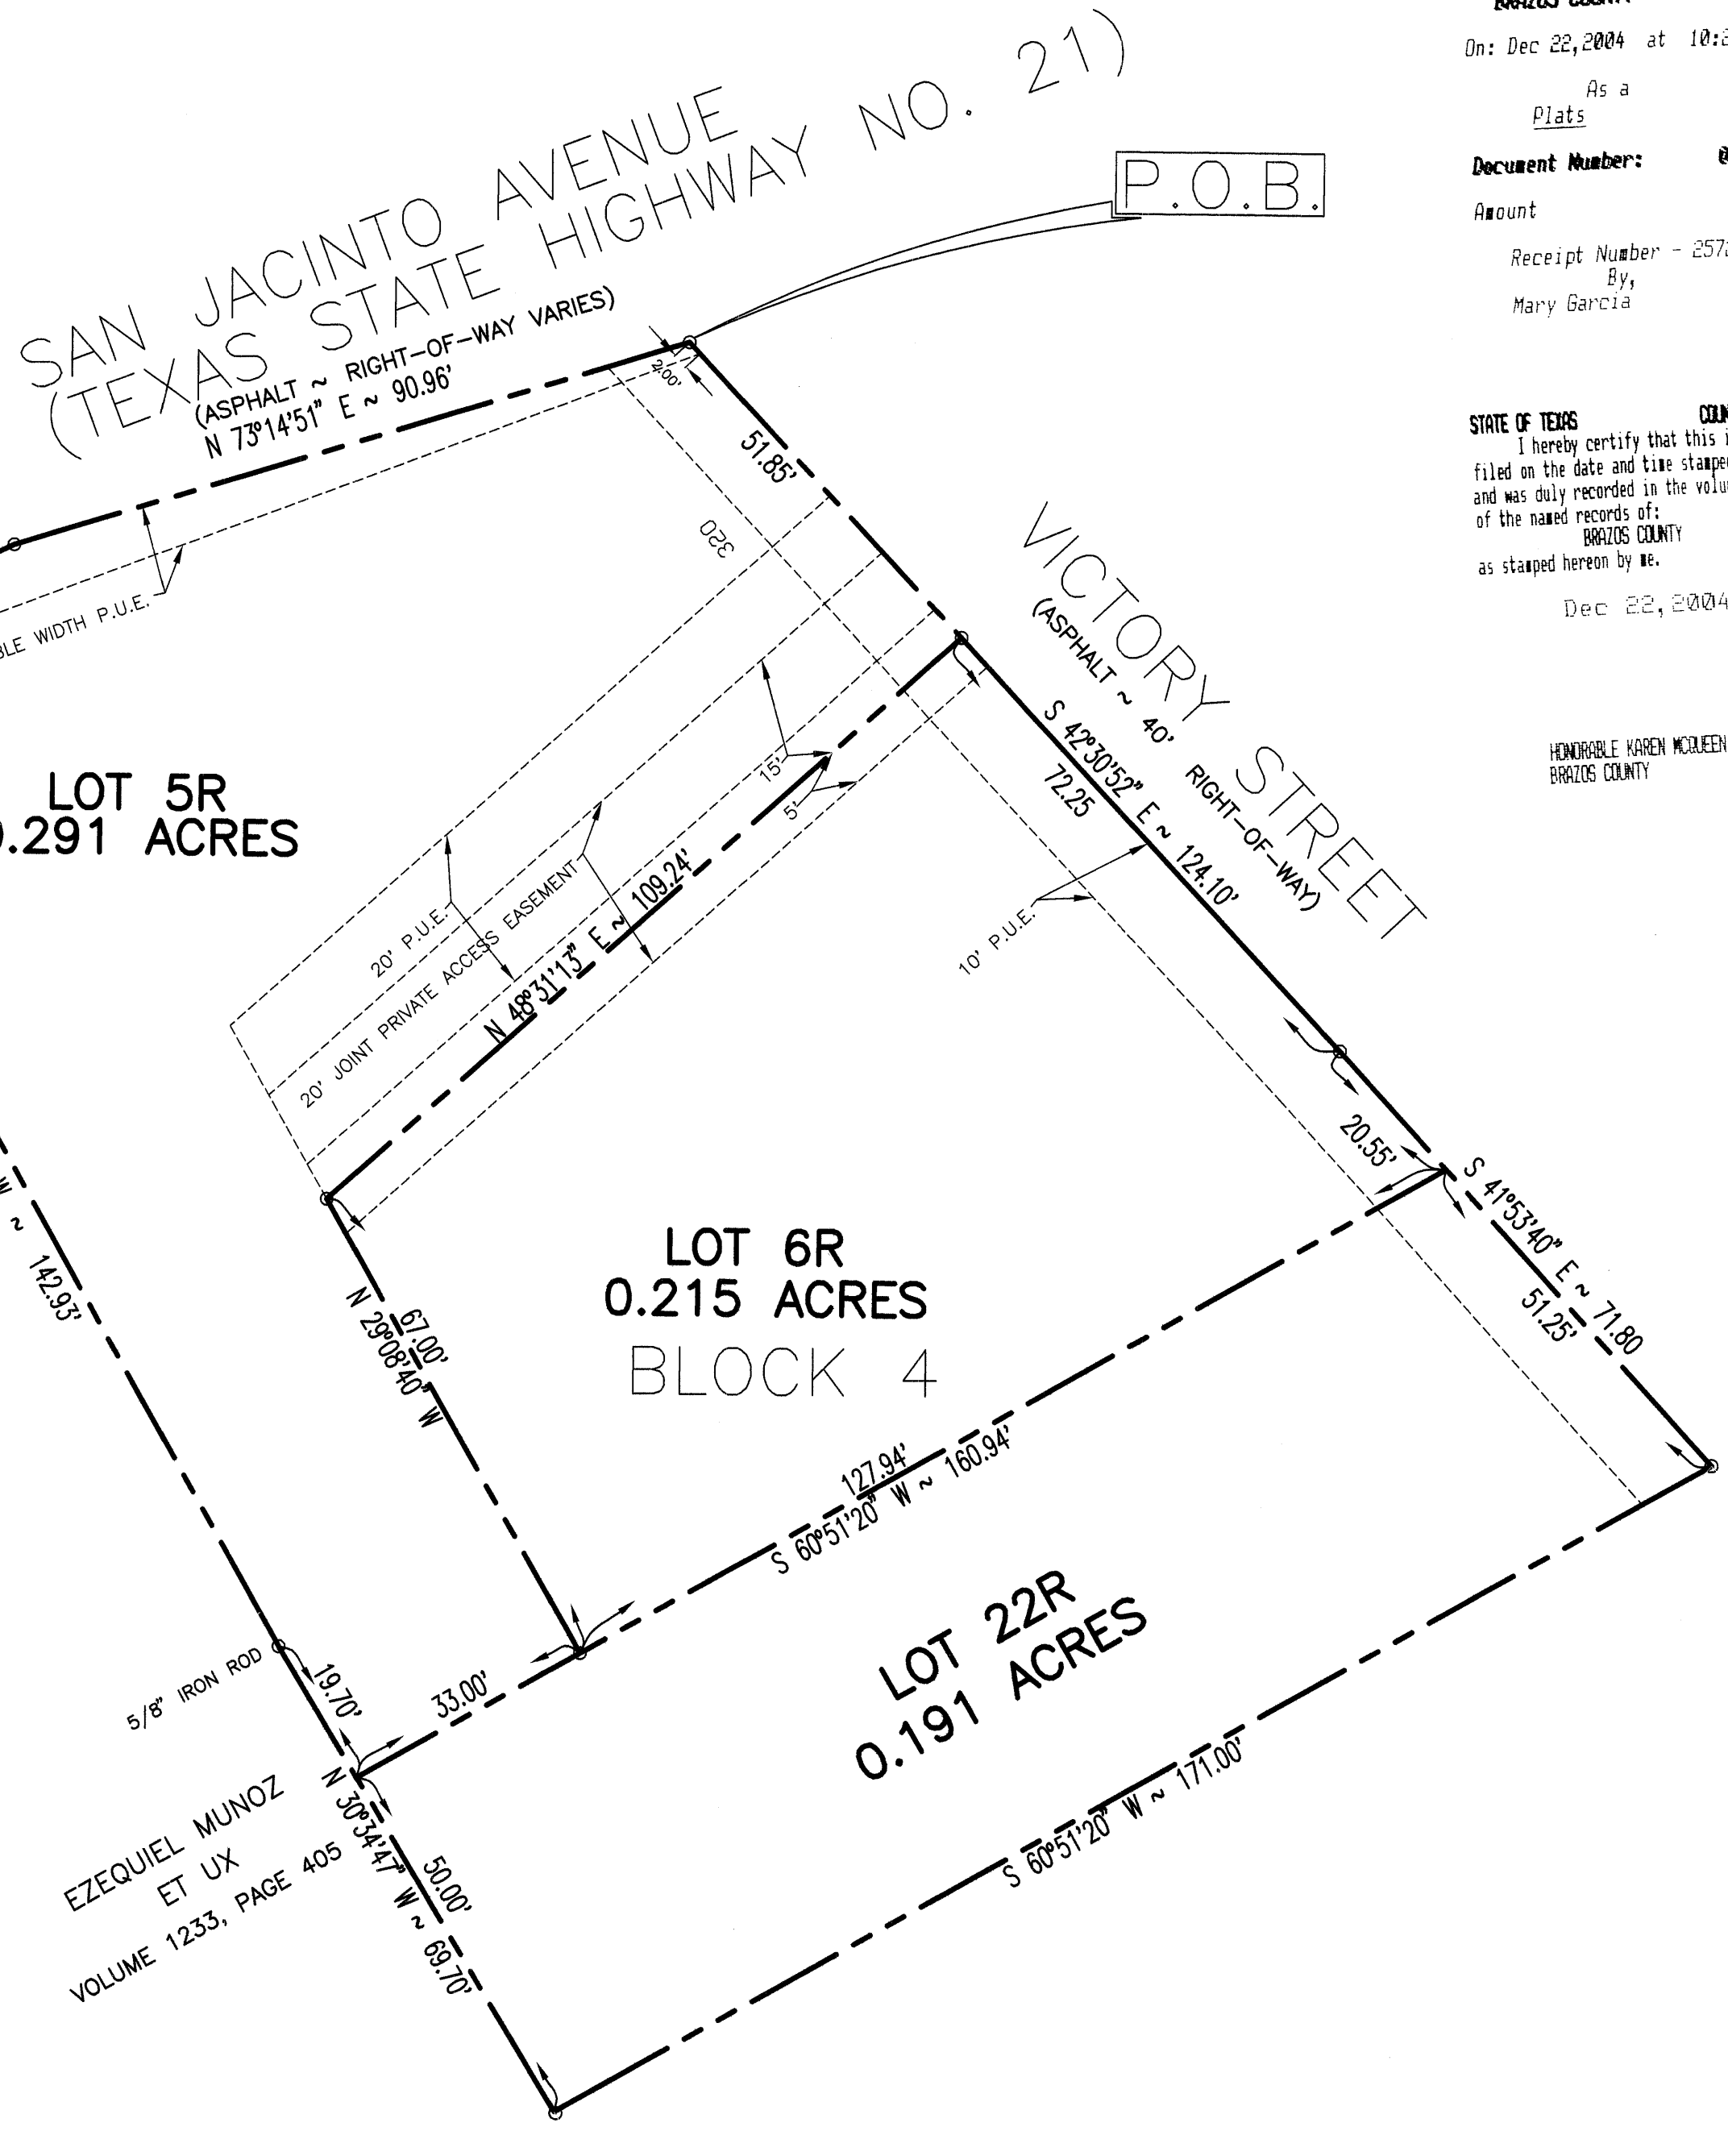 On: Dec 22,2004 at
As a
Plats
Document Number:
Amount
Receipt Number -
By,
Mary Garcia
STATE OF TEXAS
I hereby certify that this
filed on the date and time
and was duly recorded in the
of the named records of:
BRAZOS COUNTY
as stamped hereon by me.
Dec 22,2004
HONORABLE KAREN MCQUEEN
BRAZOS COUNTY
SAN JACINTO AVENUE
(TEXAS STATE HIGHWAY NO. 21)
(ASPHALT ~ RIGHT-OF-WAY VARIES)
N 73°14'51" E ~ 90.96'
P.O.B.
2.00'
51.85'
320
WIDTH P.U.E.
VICTORY STREET
(ASPHALT ~ 40' RIGHT-OF-WAY)
S 42°30'52" E ~ 124.10'
72.25
10' P.U.E.
15'
5'
LOT 5R
0.291 ACRES
20' P.U.E.
20' JOINT PRIVATE ACCESS EASEMENT
N 48°31'13" E ~ 109.24'
20.55'
S 41°53'40" E ~ 71.80
51.25'
W ~ 142.93'
67.00'
N 29°08'40" W
LOT 6R
0.215 ACRES
BLOCK 4
127.94'
S 60°51'20" W ~ 160.94'
33.00'
5/8" IRON ROD
19.70'
LOT 22R
0.191 ACRES
S 60°51'20" W ~ 171.00'
N 30°34'47" W ~ 69.70'
50.00'
EZEQUIEL MUNOZ
ET UX
VOLUME 1233, PAGE 405